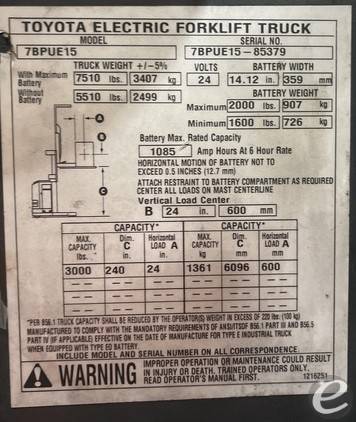 TOYOTA ELECTRIC FORKLIFT TRUCK
MODEL SERIAL NO.
7BPUE15 7BPUE15-85379
TRUCK WEIGHT +/-5% VOLTS BATTERY WIDTH
With Maximum Battery 7510 lbs. 3407 kg 24 14.12 in. 359 mm
Without Battery 5510 lbs. 2499 kg
BATTERY WEIGHT
Maximum 2000 lbs. 907 kg
Minimum 1600 lbs. 726 kg
A
B
C
Battery Max. Rated Capacity
1085 Amp Hours At 6 Hour Rate
HORIZONTAL MOTION OF BATTERY NOT TO
EXCEED 0.5 INCHES (12.7 mm)
ATTACH RESTRAINT TO BATTERY COMPARTMENT AS REQUIRED
CENTER ALL LOADS ON MAST CENTERLINE
Vertical Load Center
B 24 in. 600 mm
CAPACITY* CAPACITY*
MAX. Dim. Horizontal MAX. Dim. Horizontal
CAPACITY C LOAD A CAPACITY C LOAD A
lbs. in. in. kg mm mm
3000 240 24 1361 6096 600
*PER B56.1 TRUCK CAPACITY SHALL BE REDUCED BY THE OPERATOR(S) WEIGHT IN EXCESS OF 220 lbs. (100 kg)
MANUFACTURED TO COMPLY WITH THE MANDATORY REQUIREMENTS OF ANSI/ITSDF B56.1 PART III AND B56.5
PART IV (IF APPLICABLE) EFFECTIVE ON THE DATE OF MANUFACTURE FOR TYPE E INDUSTRIAL TRUCK
WHEN EQUIPPED WITH TYPE EO BATTERY.
INCLUDE MODEL AND SERIAL NUMBER ON ALL CORRESPONDENCE.
WARNING
IMPROPER OPERATION OR MAINTENANCE COULD RESULT
IN INJURY OR DEATH. TRAINED OPERATORS ONLY.
READ OPERATOR'S MANUAL FIRST.